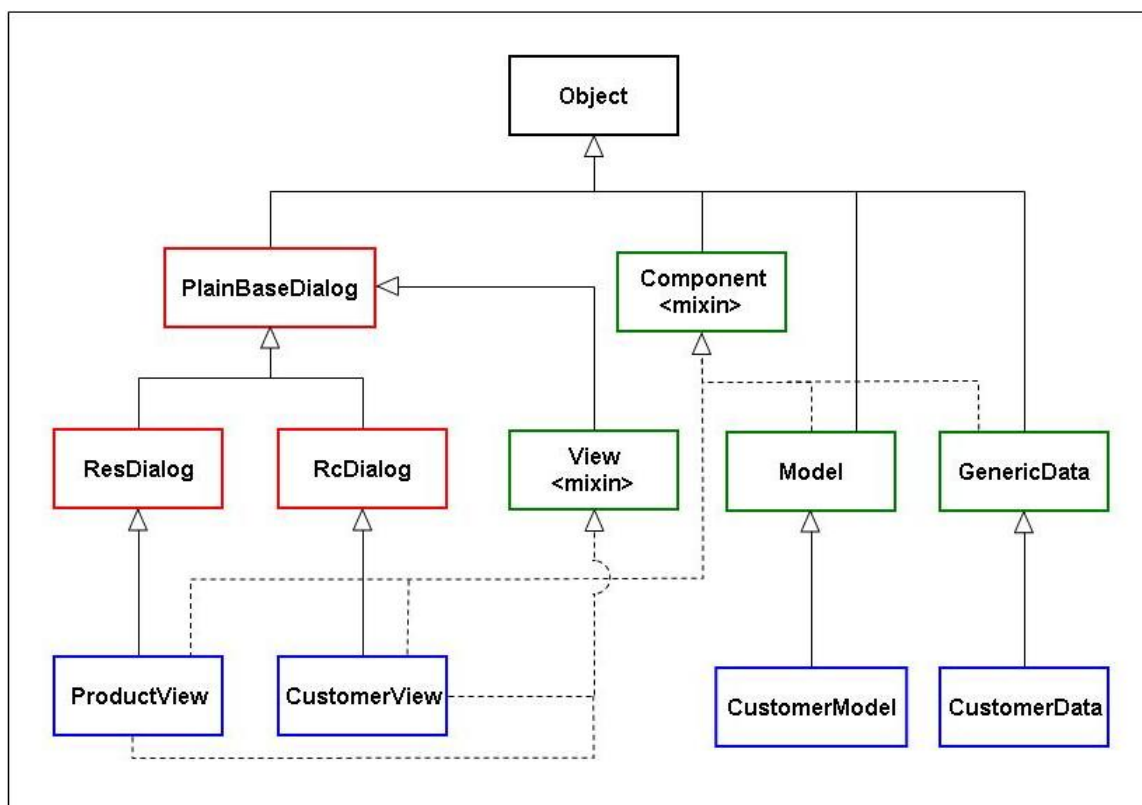 Object
PlainBaseDialog
Component
<mixin>
ResDialog
RcDialog
View
<mixin>
Model
GenericData
ProductView
CustomerView
CustomerModel
CustomerData